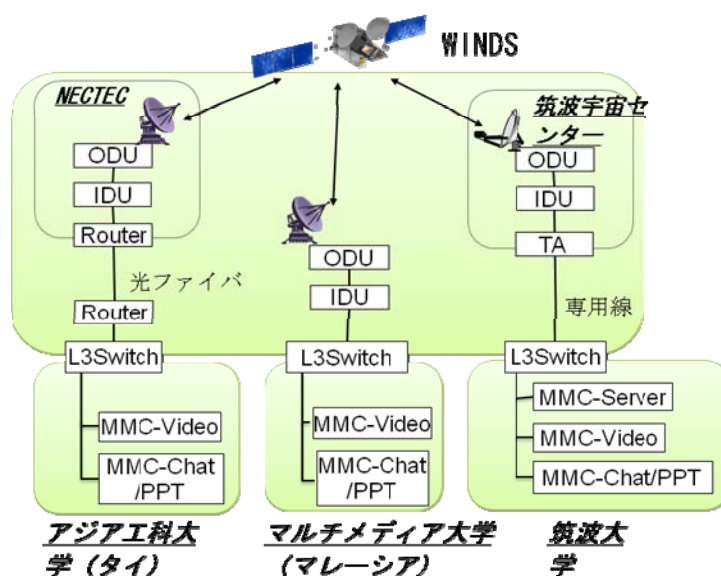 WINDS
NECTEC
ODU
IDU
Router
光ファイバ
Router
L3Switch
MMC-Video
MMC-Chat
/PPT
アジア工科大
学（タイ）
ODU
IDU
L3Switch
MMC-Video
MMC-Chat
/PPT
マルチメディア大学
（マレーシア）
筑波宇宙セ
ンター
ODU
IDU
TA
専用線
L3Switch
MMC-Server
MMC-Video
MMC-Chat/PPT
筑波大
学